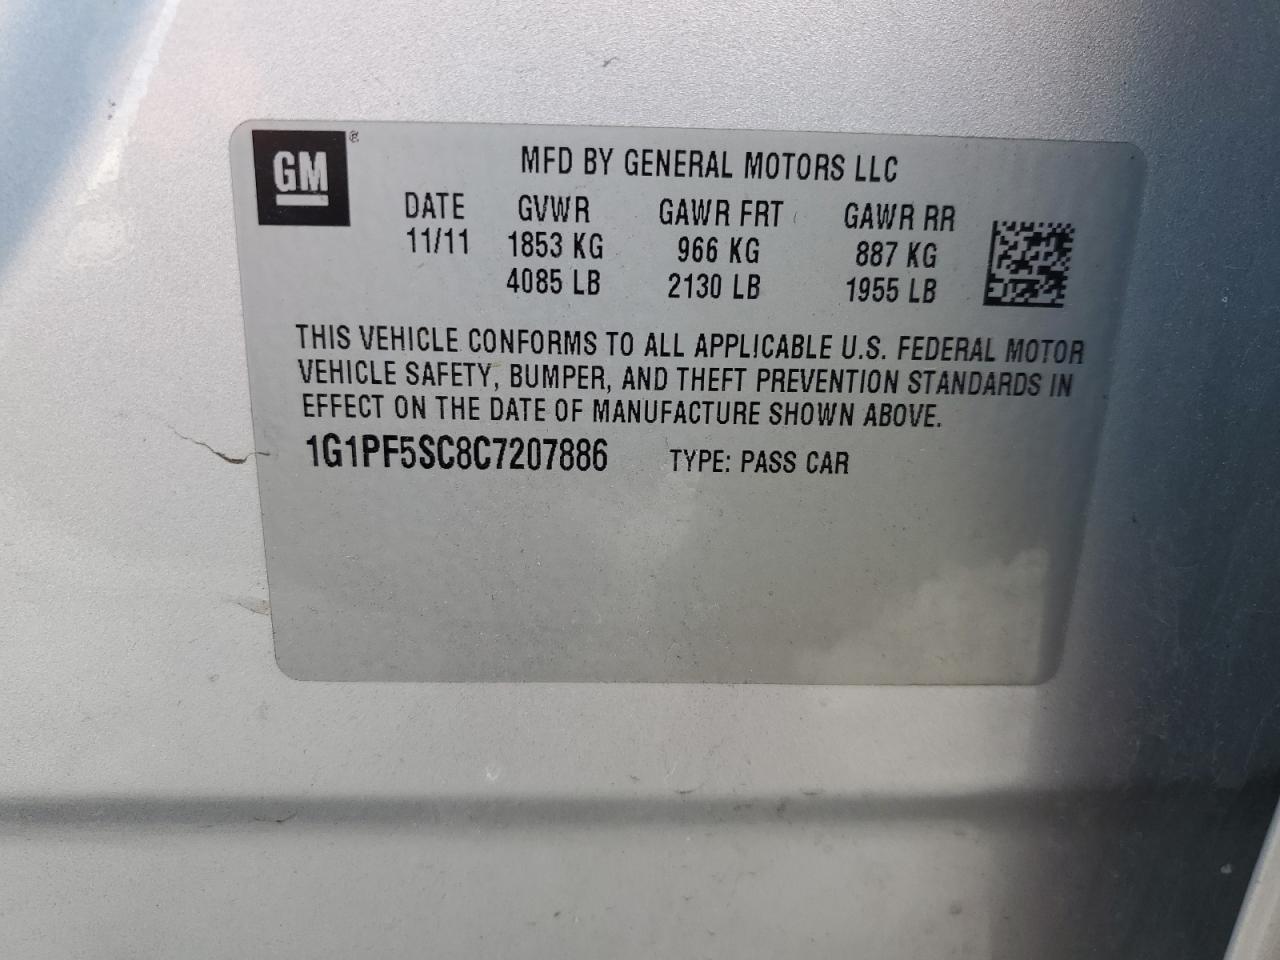 GM ®
MFD BY GENERAL MOTORS LLC
DATE GVWR GAWR FRT GAWR RR
11/11 1853 KG 966 KG 887 KG
4085 LB 2130 LB 1955 LB
THIS VEHICLE CONFORMS TO ALL APPLICABLE U.S. FEDERAL MOTOR
VEHICLE SAFETY, BUMPER, AND THEFT PREVENTION STANDARDS IN
EFFECT ON THE DATE OF MANUFACTURE SHOWN ABOVE.
1G1PF5SC8C7207886 TYPE: PASS CAR